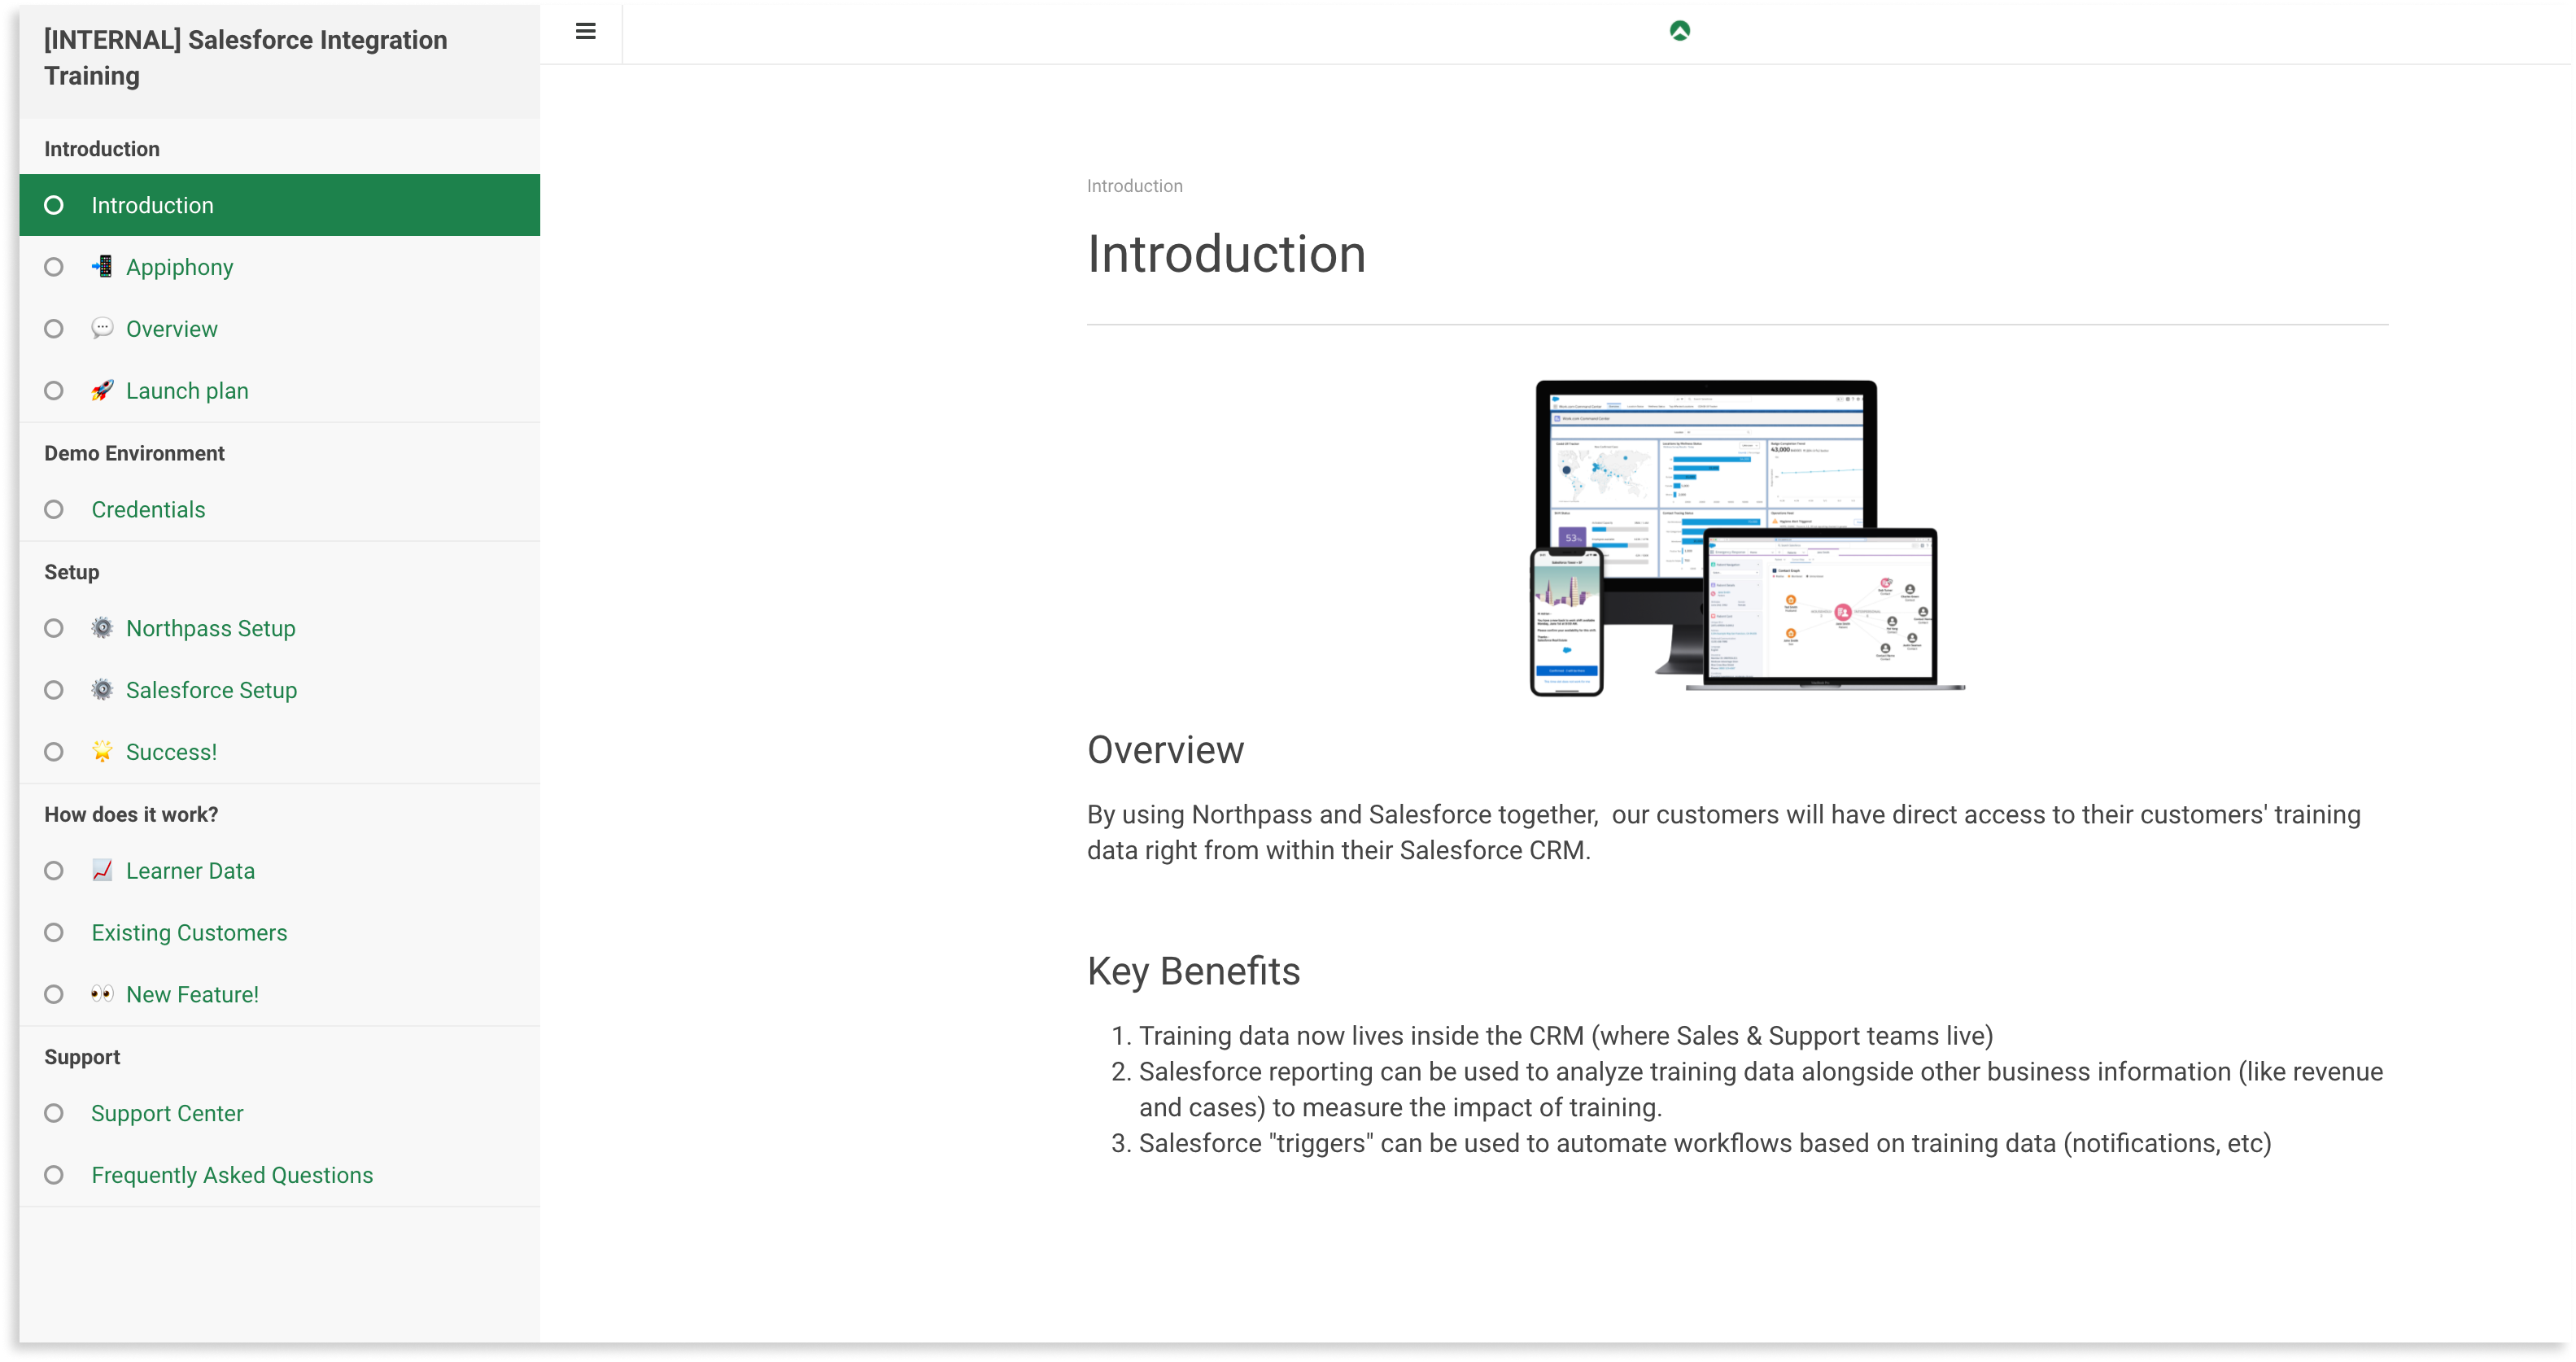 [INTERNAL] Salesforce Integration
Training
Introduction
Introduction
Appiphony
Overview
Launch plan
Demo Environment
Credentials
Setup
Northpass Setup
Salesforce Setup
Success!
How does it work?
Learner Data
Existing Customers
New Feature!
Support
Support Center
Frequently Asked Questions
Introduction
Introduction
43,000
53%
Overview
By using Northpass and Salesforce together,  our customers will have direct access to their customers' training
data right from within their Salesforce CRM.
Key Benefits
1. Training data now lives inside the CRM (where Sales & Support teams live)
2. Salesforce reporting can be used to analyze training data alongside other business information (like revenue
and cases) to measure the impact of training.
3. Salesforce "triggers" can be used to automate workflows based on training data (notifications, etc)